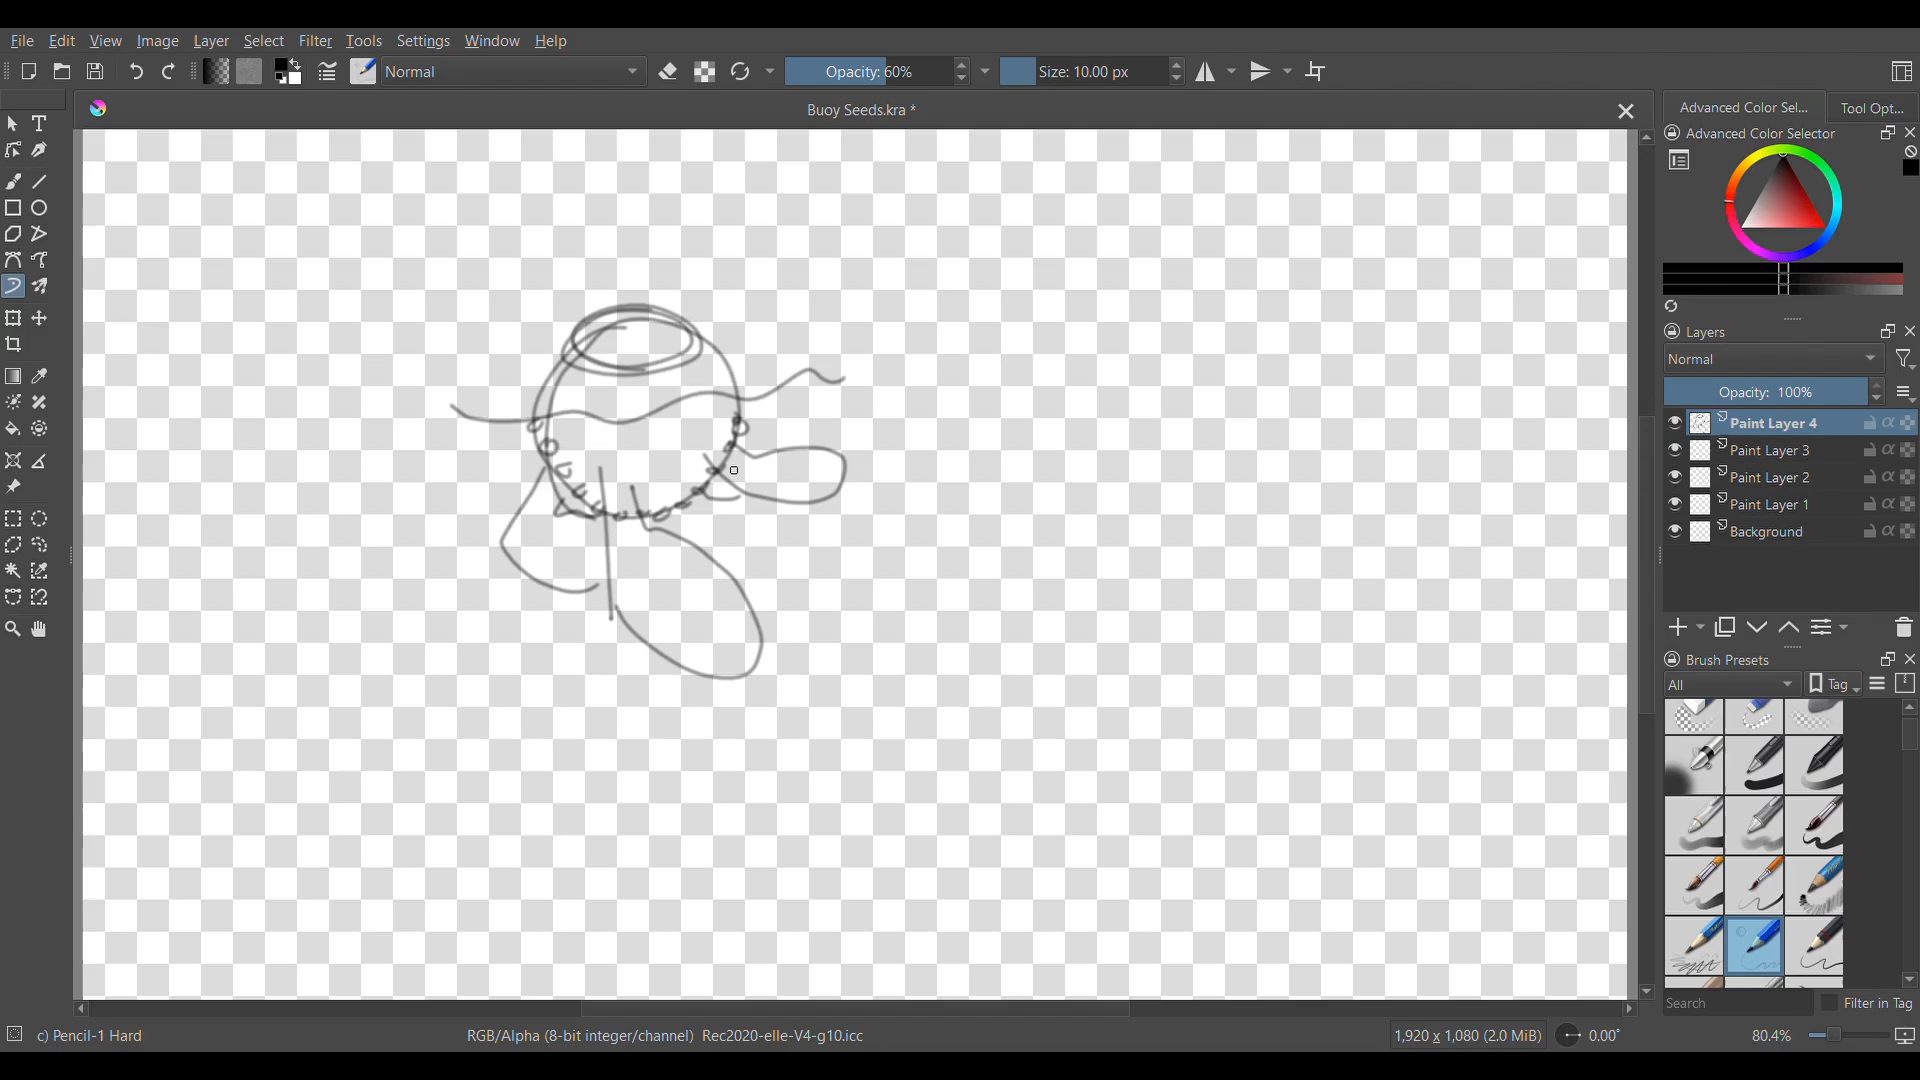 File Edit View Image Layer Select Filter Tools Settings Window Help
Normal
Opacity: 60%
Size: 10.00 px
Buoy Seeds.kra *
Advanced Color Sel...
Tool Opt...
Advanced Color Selector
Layers
Normal
Opacity: 100%
Paint Layer 4
Paint Layer 3
Paint Layer 2
Paint Layer 1
Background
Brush Presets
All
Tag
Search
Filter in Tag
c) Pencil-1 Hard
RGB/Alpha (8-bit integer/channel) Rec2020-elle-V4-g10.icc
1,920 x 1,080 (2.0 MiB)
0.00°
80.4%